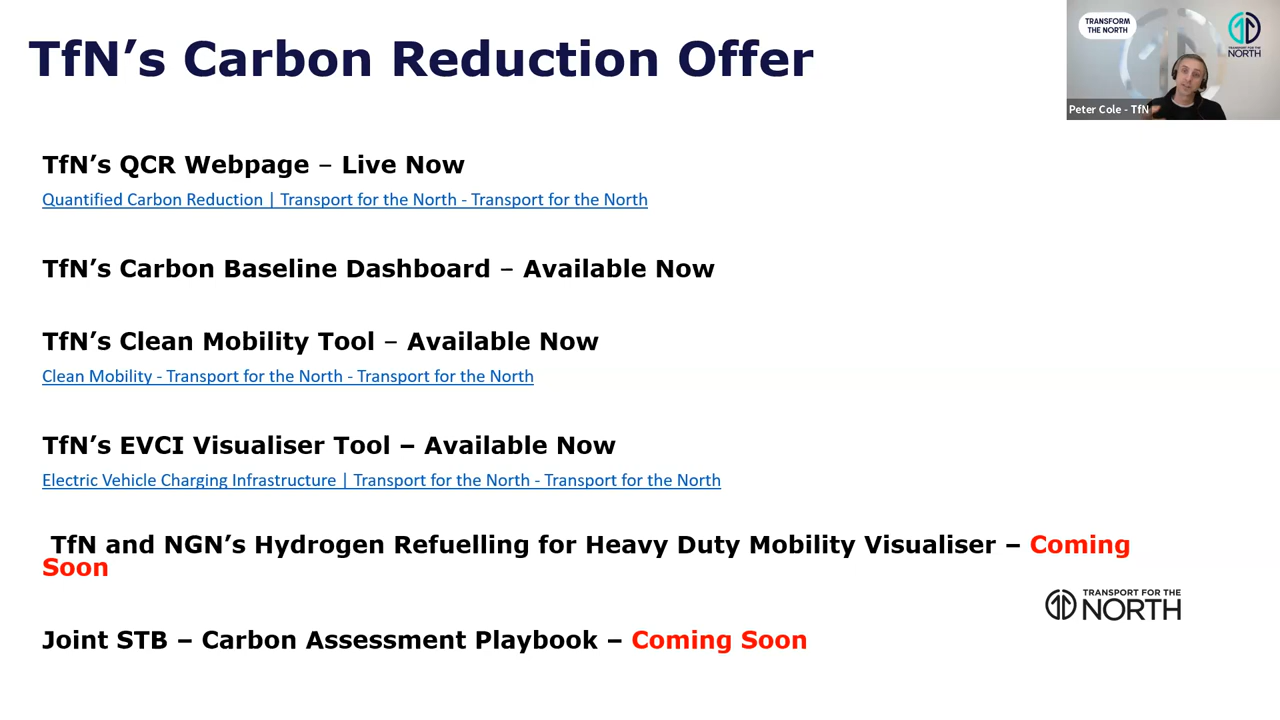 TfN’s Carbon Reduction Offer
TRANSFORM
THE NORTH
TRANSPORT FOR THE
NORTH
Peter Cole - TfN
TfN’s QCR Webpage – Live Now
Quantified Carbon Reduction | Transport for the North - Transport for the North
TfN’s Carbon Baseline Dashboard – Available Now
TfN’s Clean Mobility Tool – Available Now
Clean Mobility - Transport for the North - Transport for the North
TfN’s EVCI Visualiser Tool – Available Now
Electric Vehicle Charging Infrastructure | Transport for the North - Transport for the North
TfN and NGN’s Hydrogen Refuelling for Heavy Duty Mobility Visualiser – Coming
Soon
TRANSPORT FOR THE
NORTH
Joint STB – Carbon Assessment Playbook – Coming Soon